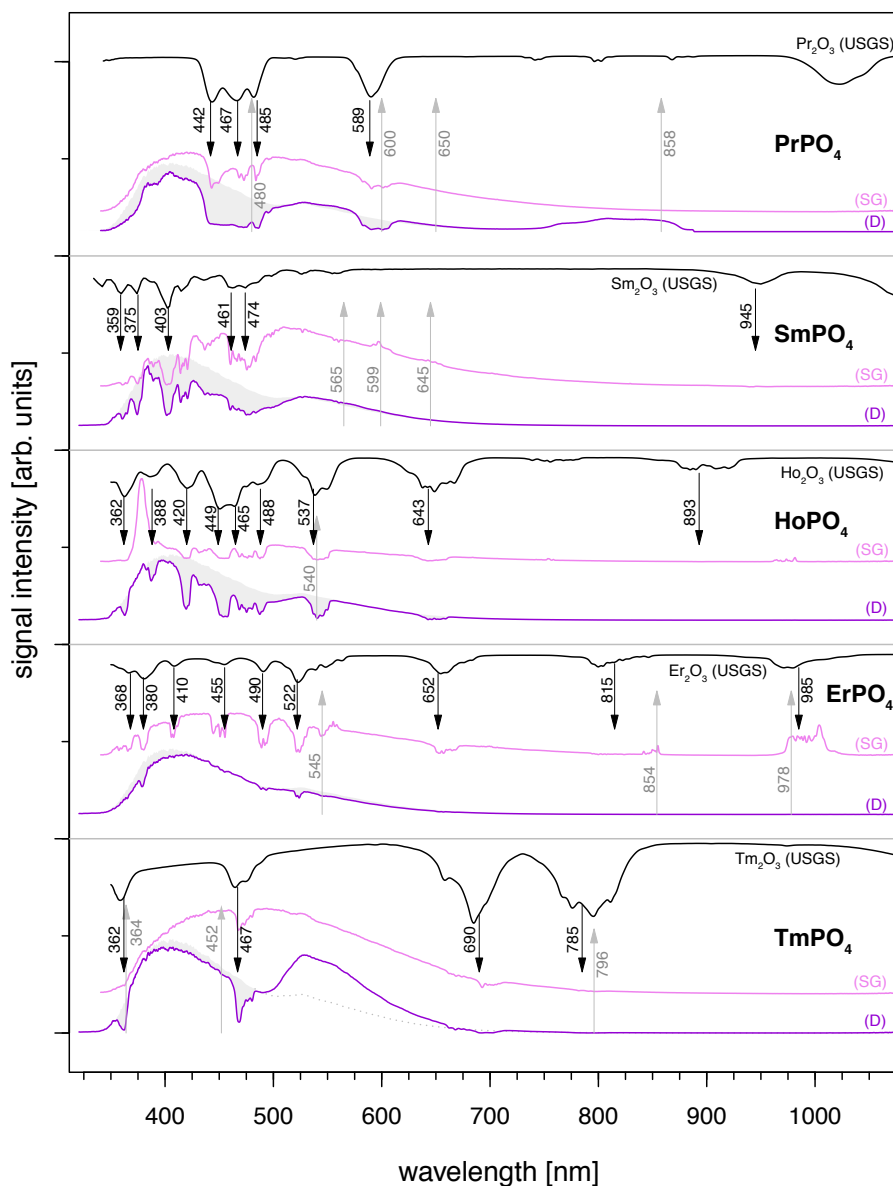 signal intensity [arb. units]
Pr2O3 (USGS)
442
467
485
589
480
600
650
858
PrPO4
(SG)
(D)
Sm2O3 (USGS)
359
375
403
461
474
945
565
599
645
SmPO4
(SG)
(D)
Ho2O3 (USGS)
362
388
420
449
465
488
537
643
893
540
HoPO4
(SG)
(D)
Er2O3 (USGS)
368
380
410
455
490
522
652
815
985
545
854
978
ErPO4
(SG)
(D)
Tm2O3 (USGS)
362
364
452
467
690
785
796
TmPO4
(SG)
(D)
400 500 600 700 800 900 1000
wavelength [nm]